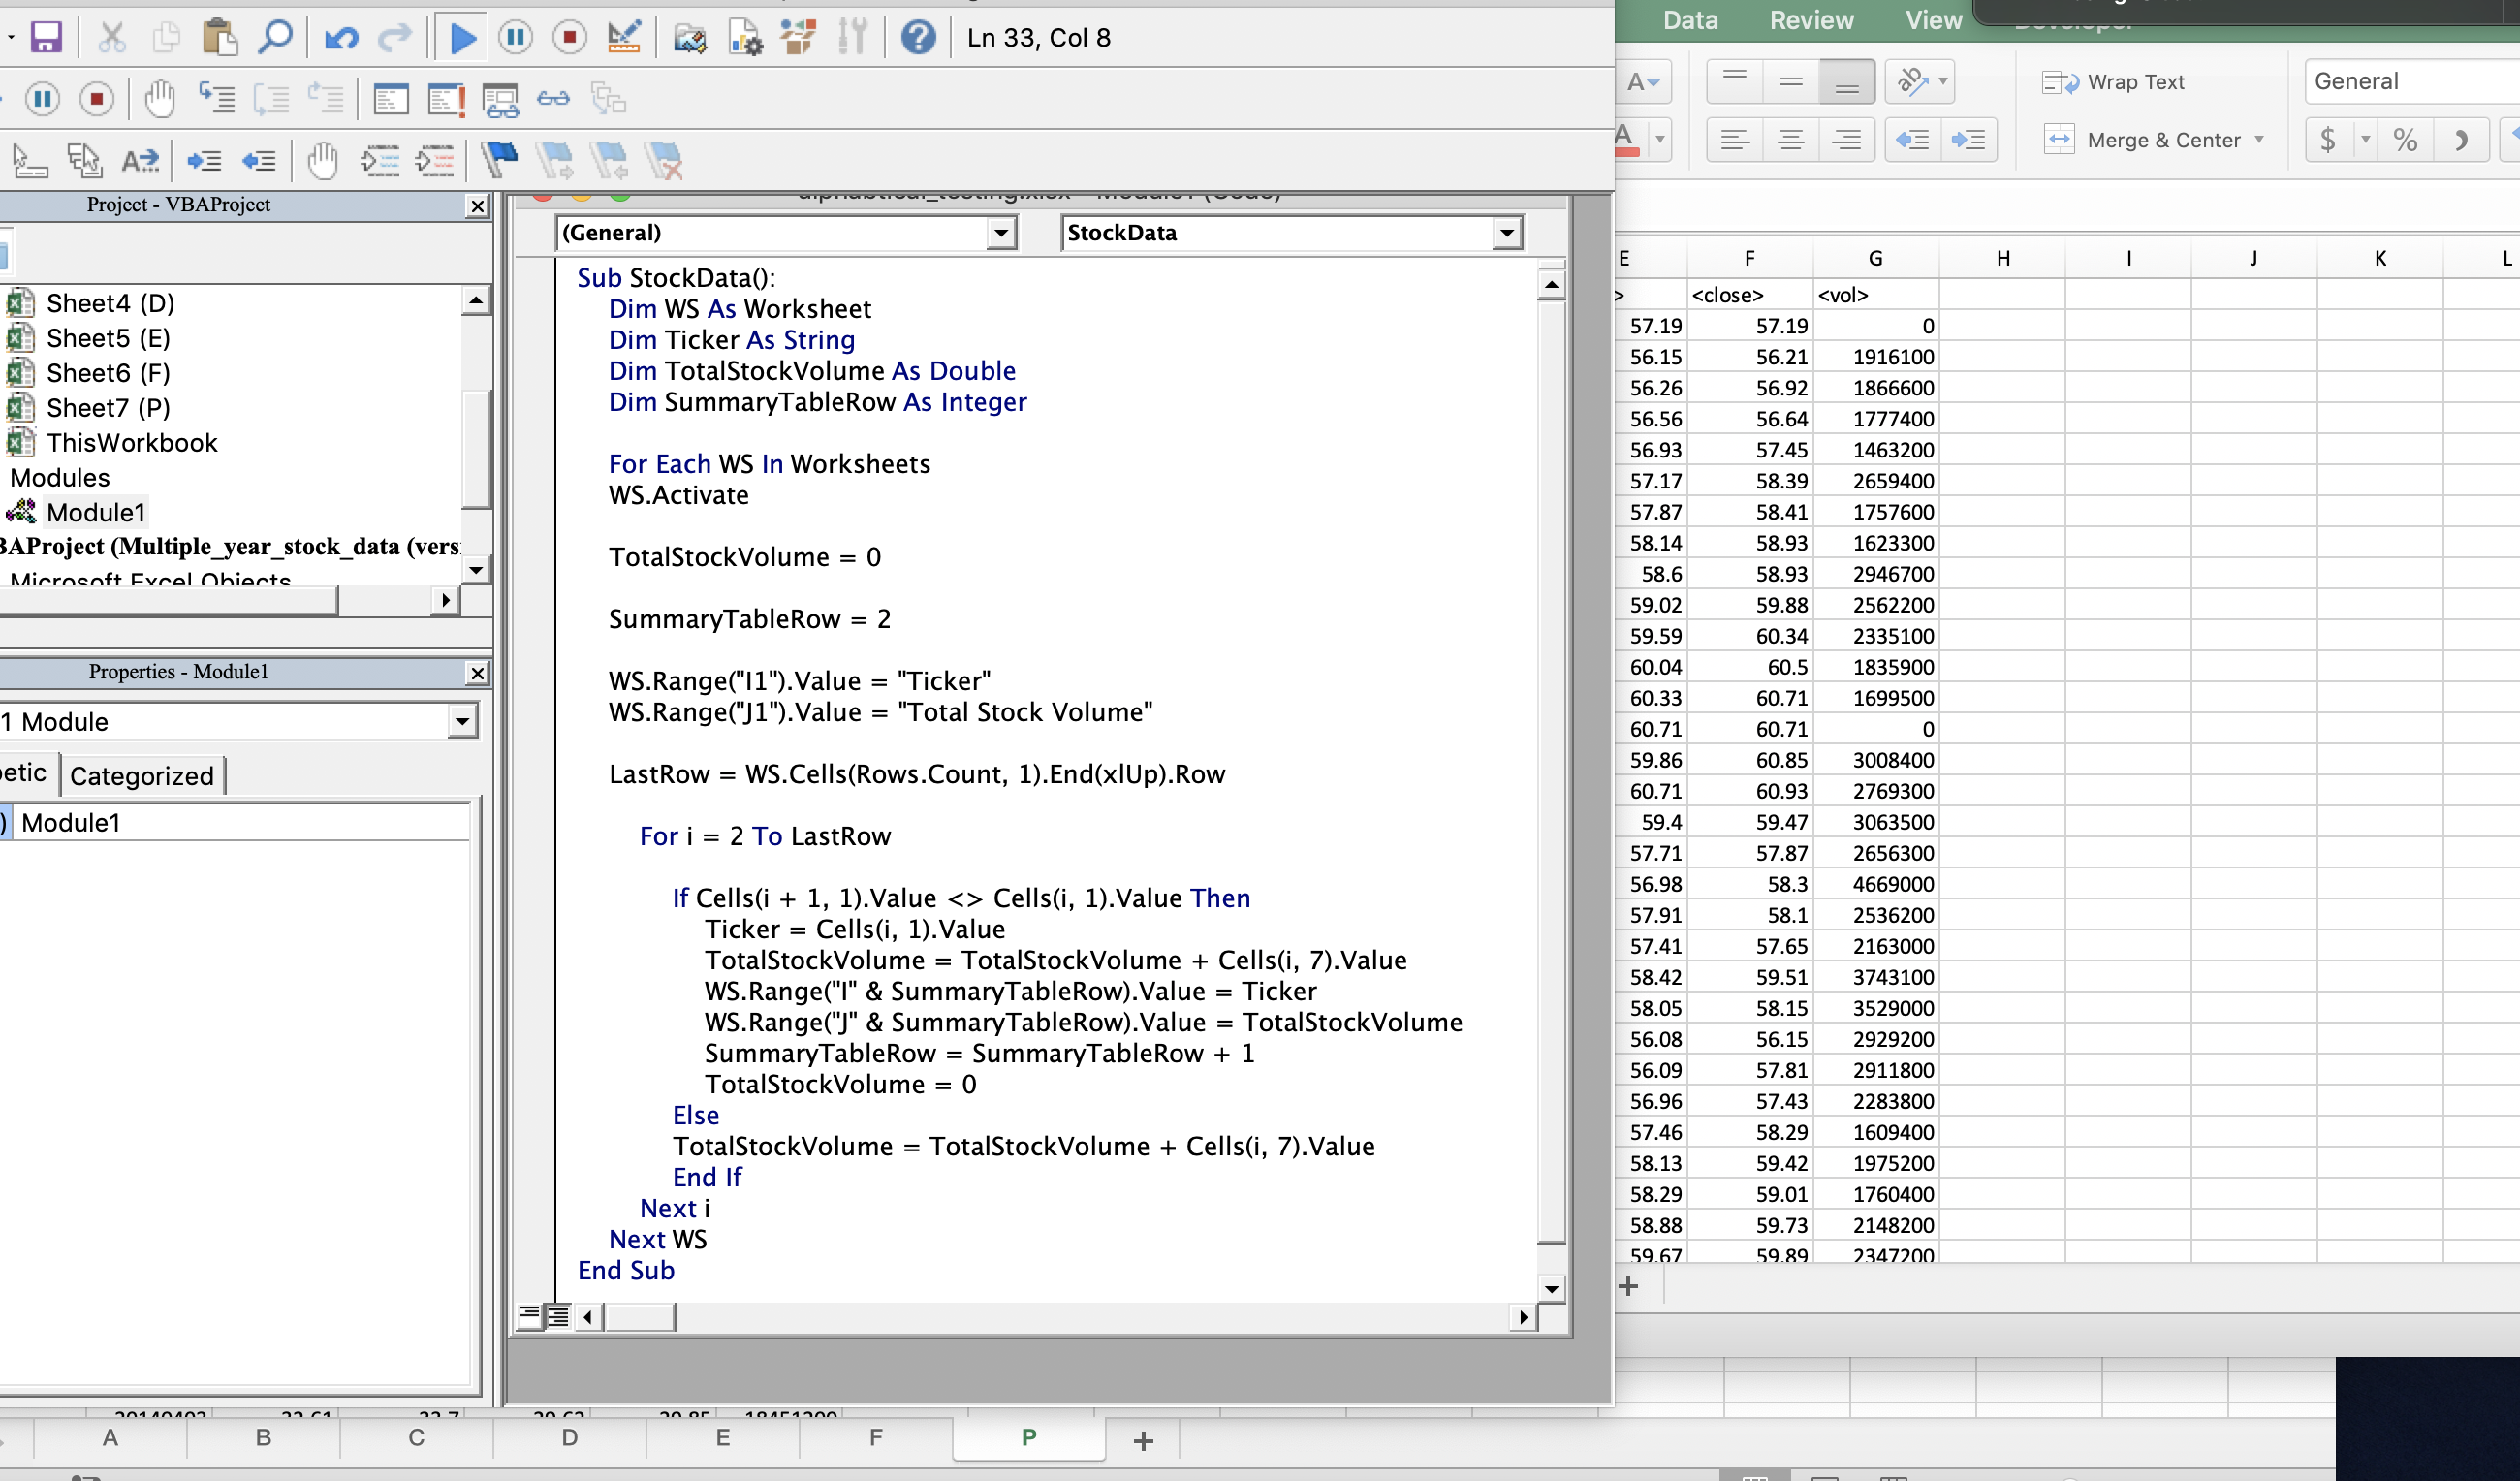 Ln 33, Col 8
Data Review View
Wrap Text
General
Merge & Center
$ %
Project - VBAProject
Sheet4 (D)
Sheet5 (E)
Sheet6 (F)
Sheet7 (P)
ThisWorkbook
Modules
Module1
BAProject (Multiple_year_stock_data (vers
Microsoft Excel Objects
Properties - Module1
1 Module
etic Categorized
) Module1
(General) StockData
Sub StockData():
Dim WS As Worksheet
Dim Ticker As String
Dim TotalStockVolume As Double
Dim SummaryTableRow As Integer
For Each WS In Worksheets
WS.Activate
TotalStockVolume = 0
SummaryTableRow = 2
WS.Range("I1").Value = "Ticker"
WS.Range("J1").Value = "Total Stock Volume"
LastRow = WS.Cells(Rows.Count, 1).End(xlUp).Row
For i = 2 To LastRow
If Cells(i + 1, 1).Value <> Cells(i, 1).Value Then
Ticker = Cells(i, 1).Value
TotalStockVolume = TotalStockVolume + Cells(i, 7).Value
WS.Range("I" & SummaryTableRow).Value = Ticker
WS.Range("J" & SummaryTableRow).Value = TotalStockVolume
SummaryTableRow = SummaryTableRow + 1
TotalStockVolume = 0
Else
TotalStockVolume = TotalStockVolume + Cells(i, 7).Value
End If
Next i
Next WS
End Sub
E F G H I J K L
> <close> <vol>
57.19 57.19 0
56.15 56.21 1916100
56.26 56.92 1866600
56.56 56.64 1777400
56.93 57.45 1463200
57.17 58.39 2659400
57.87 58.41 1757600
58.14 58.93 1623300
58.6 58.93 2946700
59.02 59.88 2562200
59.59 60.34 2335100
60.04 60.5 1835900
60.33 60.71 1699500
60.71 60.71 0
59.86 60.85 3008400
60.71 60.93 2769300
59.4 59.47 3063500
57.71 57.87 2656300
56.98 58.3 4669000
57.91 58.1 2536200
57.41 57.65 2163000
58.42 59.51 3743100
58.05 58.15 3529000
56.08 56.15 2929200
56.09 57.81 2911800
56.96 57.43 2283800
57.46 58.29 1609400
58.13 59.42 1975200
58.29 59.01 1760400
58.88 59.73 2148200
59.67 59.89 2347200
A B C D E F P